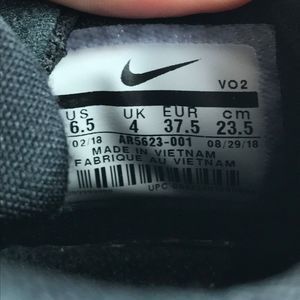 VO2
US UK EUR cm
6.5 4 37.5 23.5
02/18 AR5623-001 08/29/18
MADE IN VIETNAM
FABRIQUE AU VIETNAM
UPC